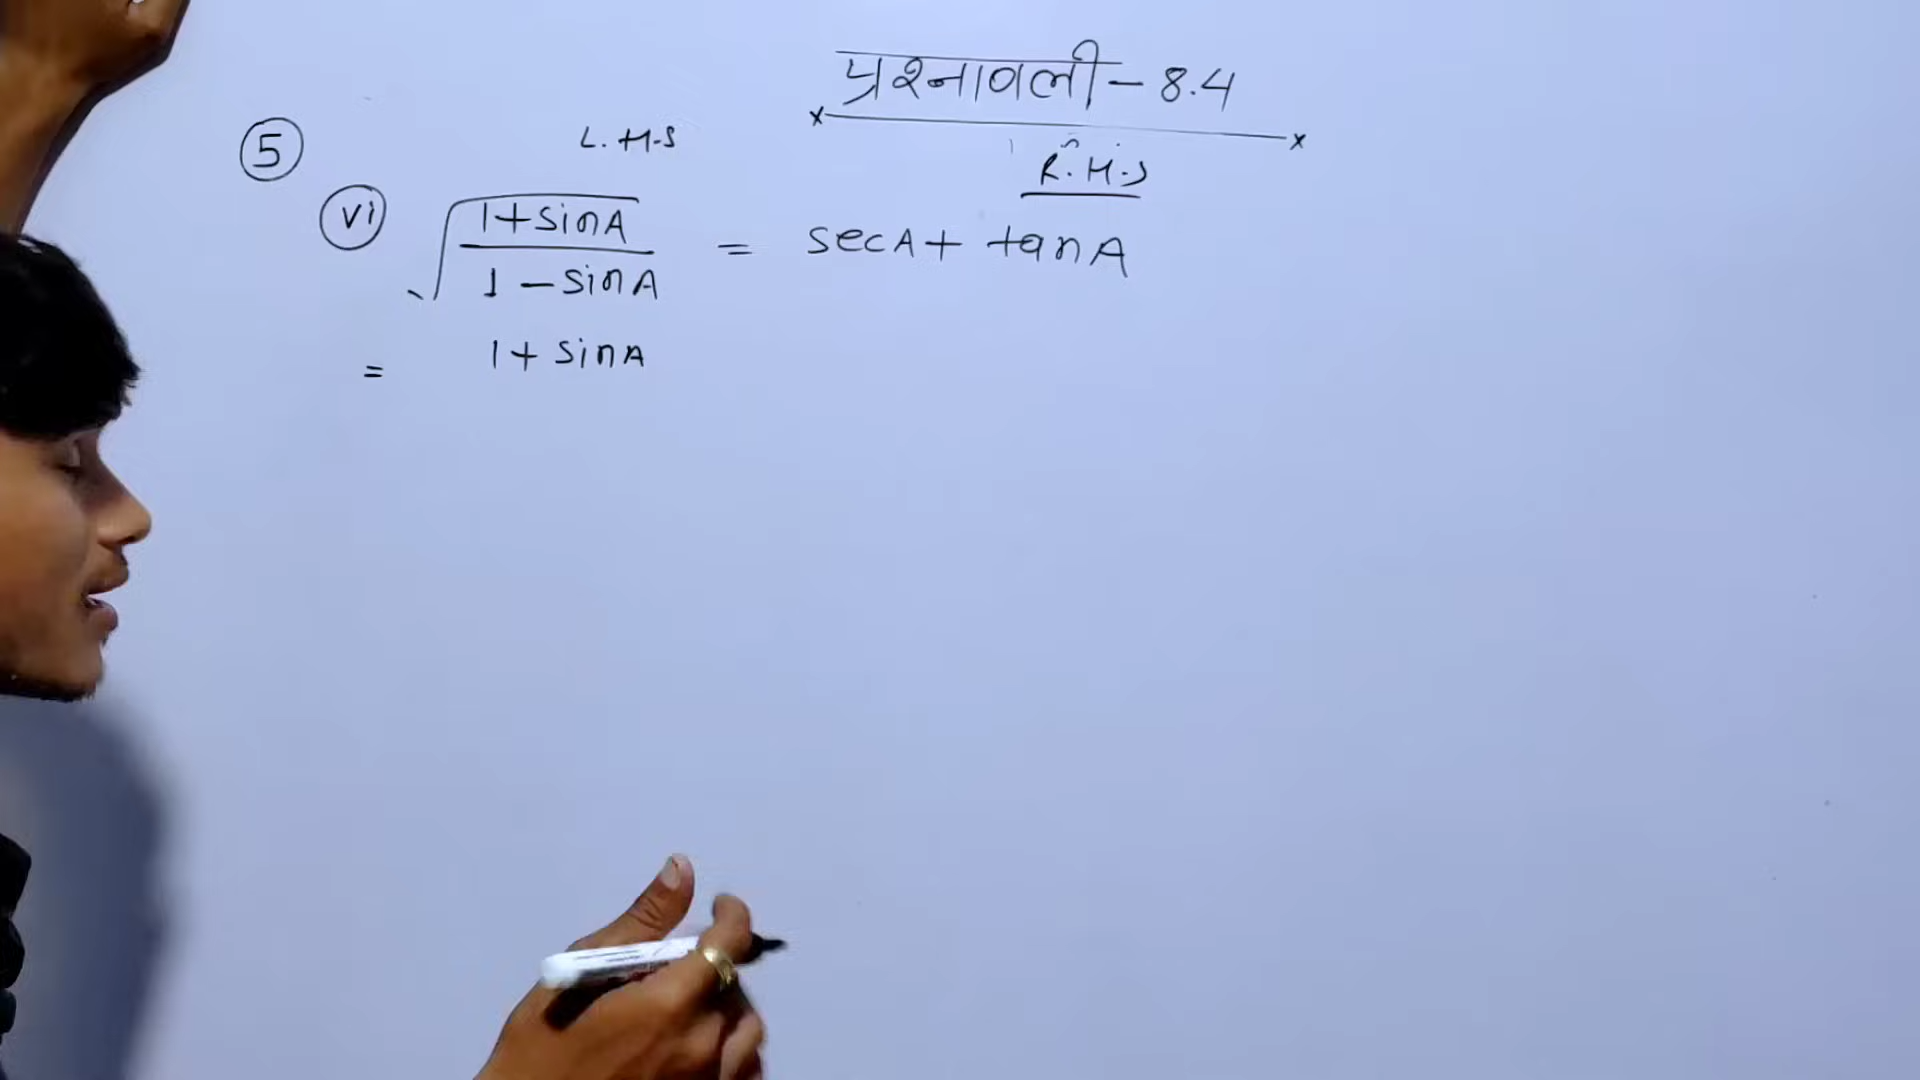 प्रश्नावली - 8.4
5 L.H.S R.H.S
vi √(1+sinA / 1-sinA) = secA + tanA
= 1+ sinA